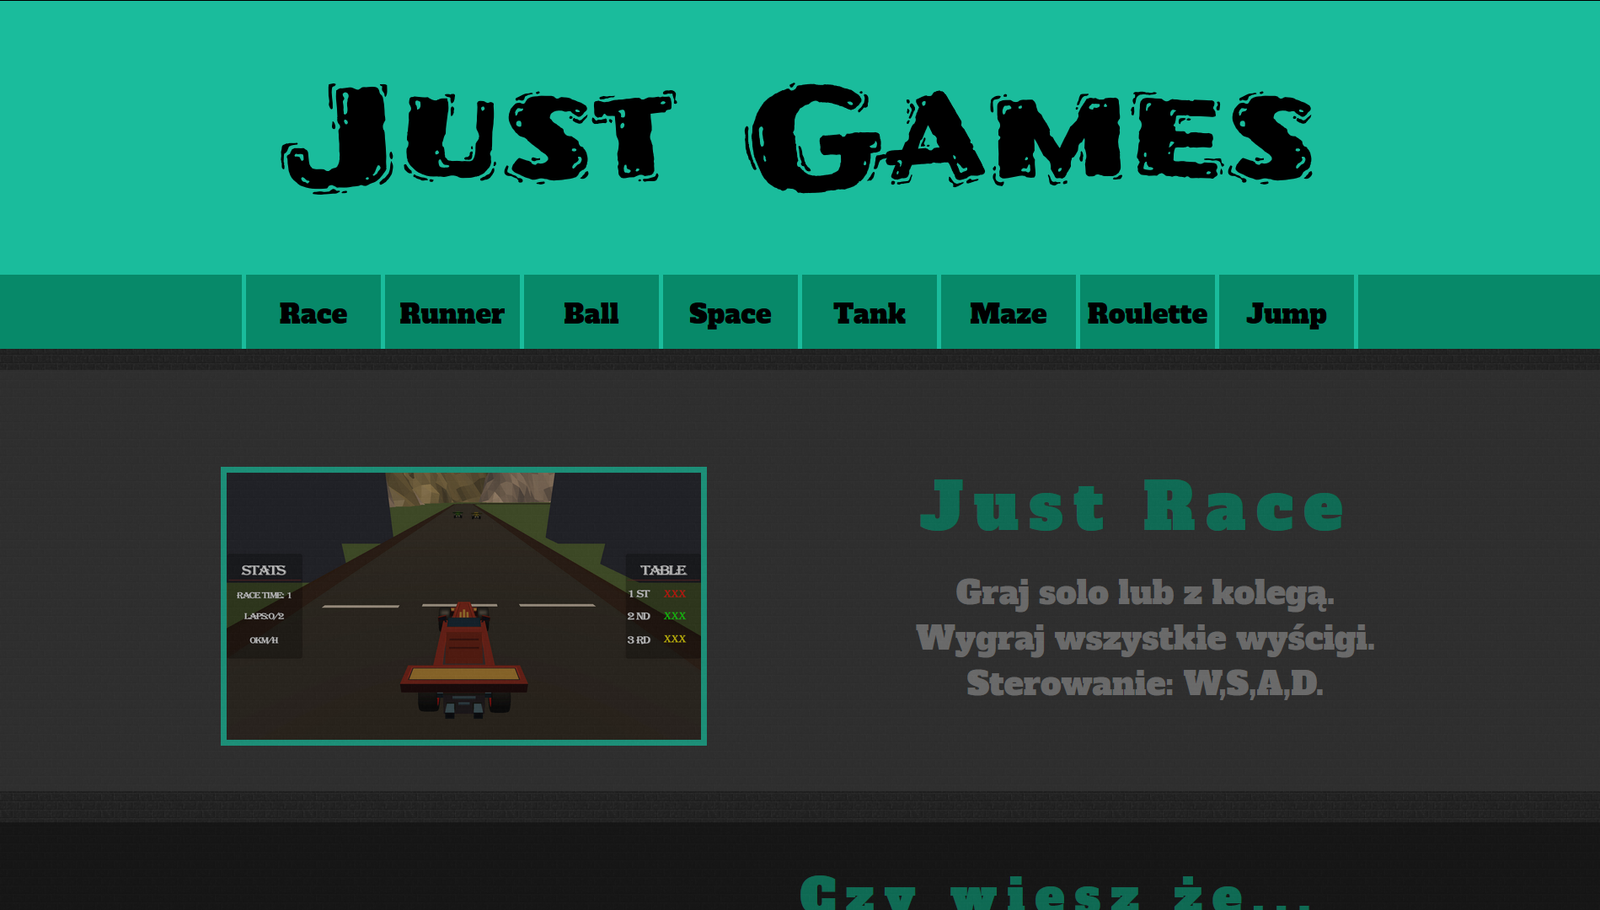 Just Games
Race Runner Ball Space Tank Maze Roulette Jump
STATS
RACE TIME: 1
LAPS:0/2
0KM/H
TABLE
1 ST XXX
2 ND XXX
3 RD XXX
Just Race
Graj solo lub z kolegą.
Wygraj wszystkie wyścigi.
Sterowanie: W,S,A,D.
Czy wiesz że...